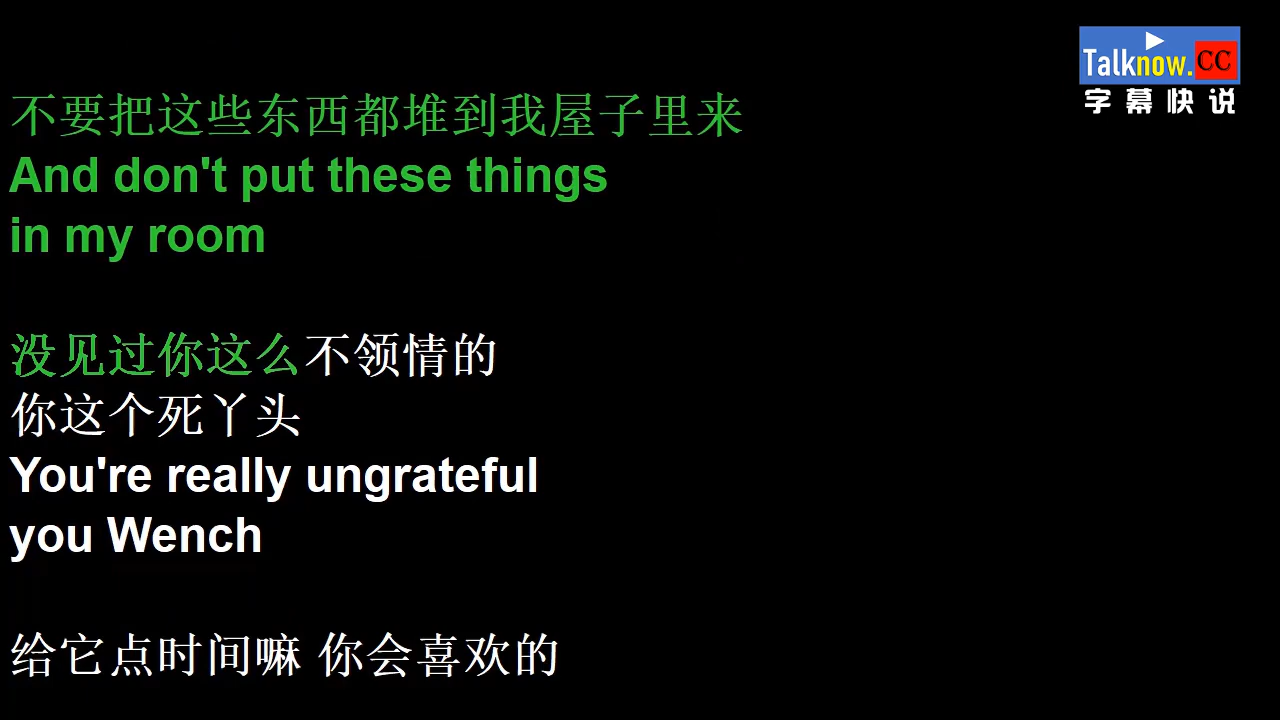 Talknow.CC
字幕快说
不要把这些东西都堆到我屋子里来
And don't put these things
in my room
没见过你这么不领情的
你这个死丫头
You're really ungrateful
you Wench
给它点时间嘛 你会喜欢的